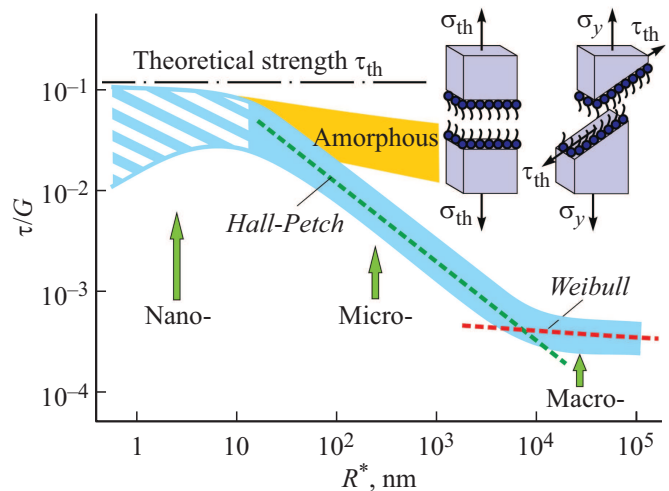 Theoretical strength τth
σth
σy
τth
10⁻¹
10⁻²
10⁻³
10⁻⁴
τ/G
Amorphous
Hall-Petch
τth
σth
σy
Weibull
Nano-
Micro-
Macro-
1
10
10²
10³
10⁴
10⁵
R*, nm